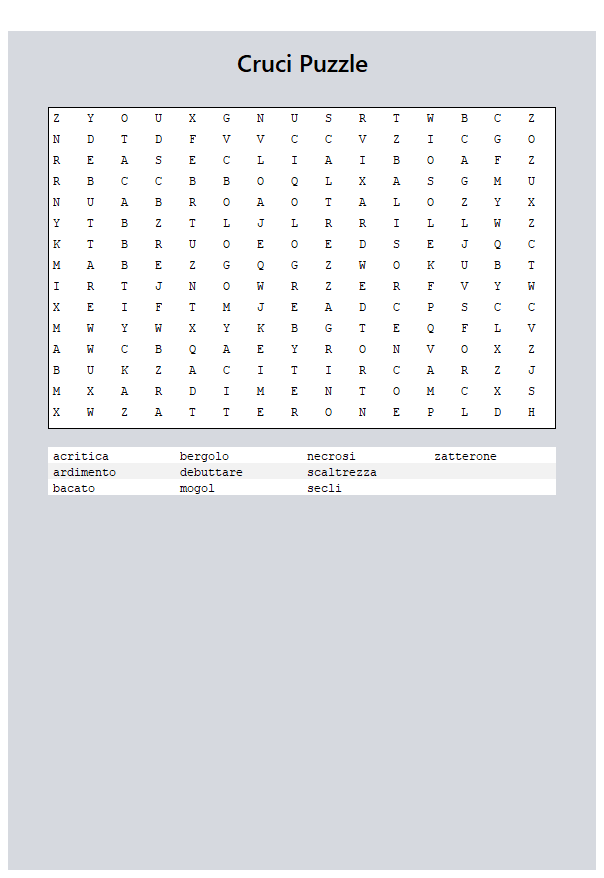 Cruci Puzzle
Z Y O U X G N U S R T W B C Z
N D T D F V V C C V Z I C G O
R E A S E C L I A I B O A F Z
R B C C B B O Q L X A S G M U
N U A B R O A O T A L O Z Y X
Y T B Z T L J L R R I L L W Z
K T B R U O E O E D S E J Q C
M A B E Z G Q G Z W O K U B T
I R T J N O W R Z E R F V Y W
X E I F T M J E A D C P S C C
M W Y W X Y K B G T E Q F L V
A W C B Q A E Y R O N V O X Z
B U K Z A C I T I R C A R Z J
M X A R D I M E N T O M C X S
X W Z A T T E R O N E P L D H
acritica bergolo necrosi zatterone
ardimento debuttare scaltrezza
bacato mogol secli